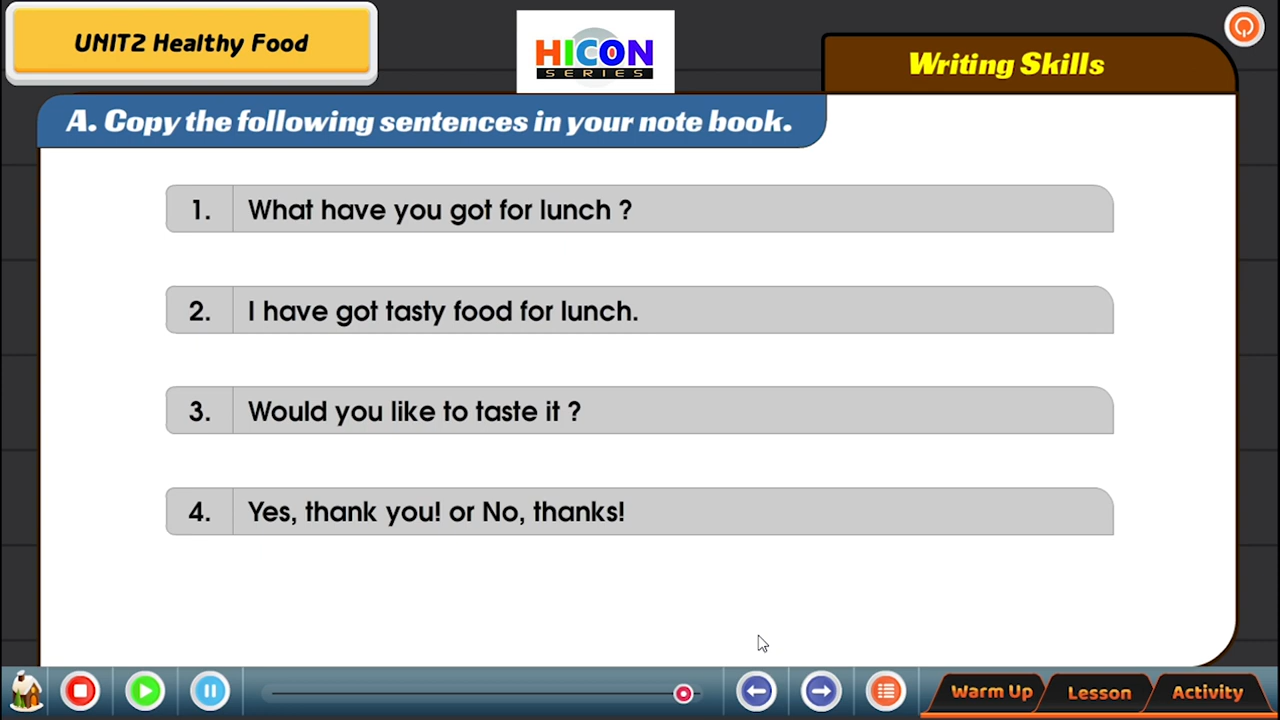 UNIT2 Healthy Food
HICON
SERIES
Writing Skills
A. Copy the following sentences in your note book.
1. What have you got for lunch ?
2. I have got tasty food for lunch.
3. Would you like to taste it ?
4. Yes, thank you! or No, thanks!
Warm Up Lesson Activity